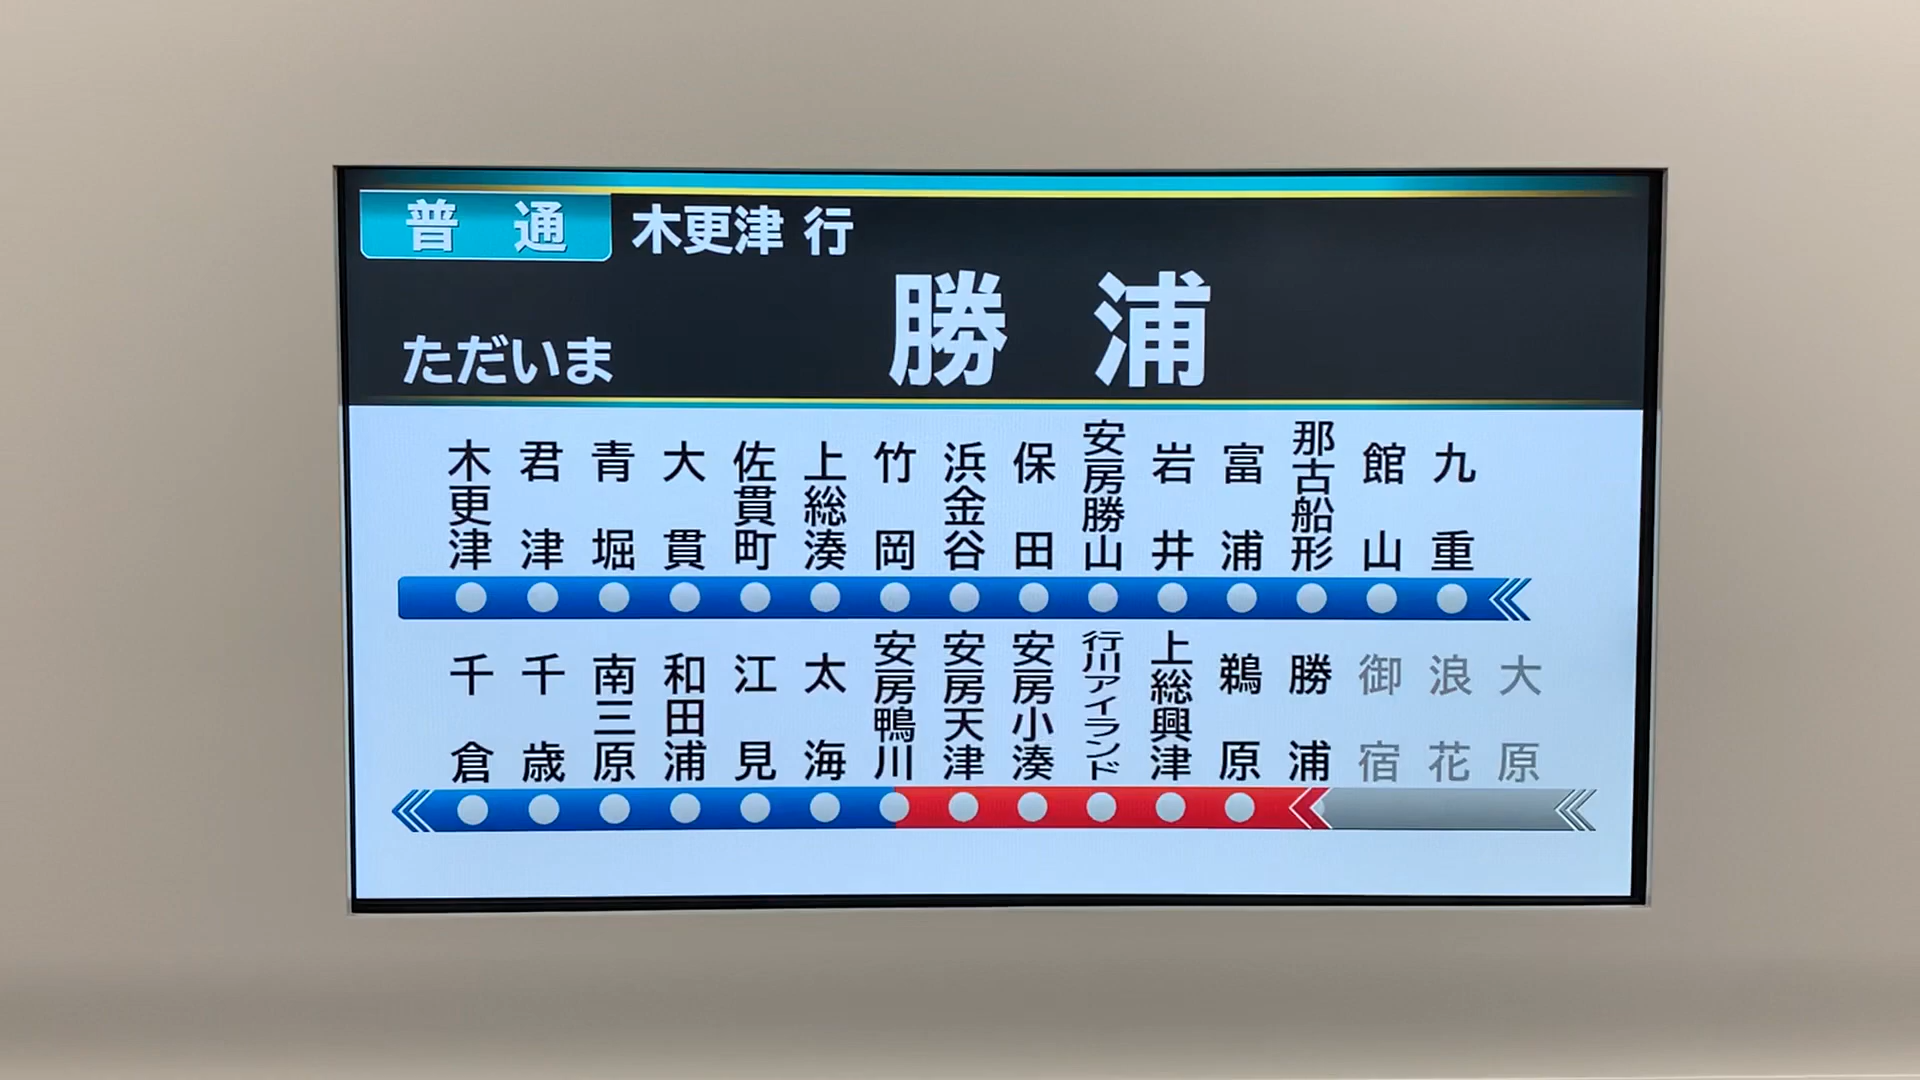 普通 木更津 行
ただいま 勝浦
木更津 君津 青堀 大貫 佐貫町 上総湊 竹岡 浜金谷 保田 安房勝山 岩井 富浦 那古船形 館山 九重
千倉 千歳 南三原 和田浦 江見 太海 安房鴨川 安房天津 安房小湊 行川アイランド 上総興津 鵜原 勝浦 御宿 浪花 大原